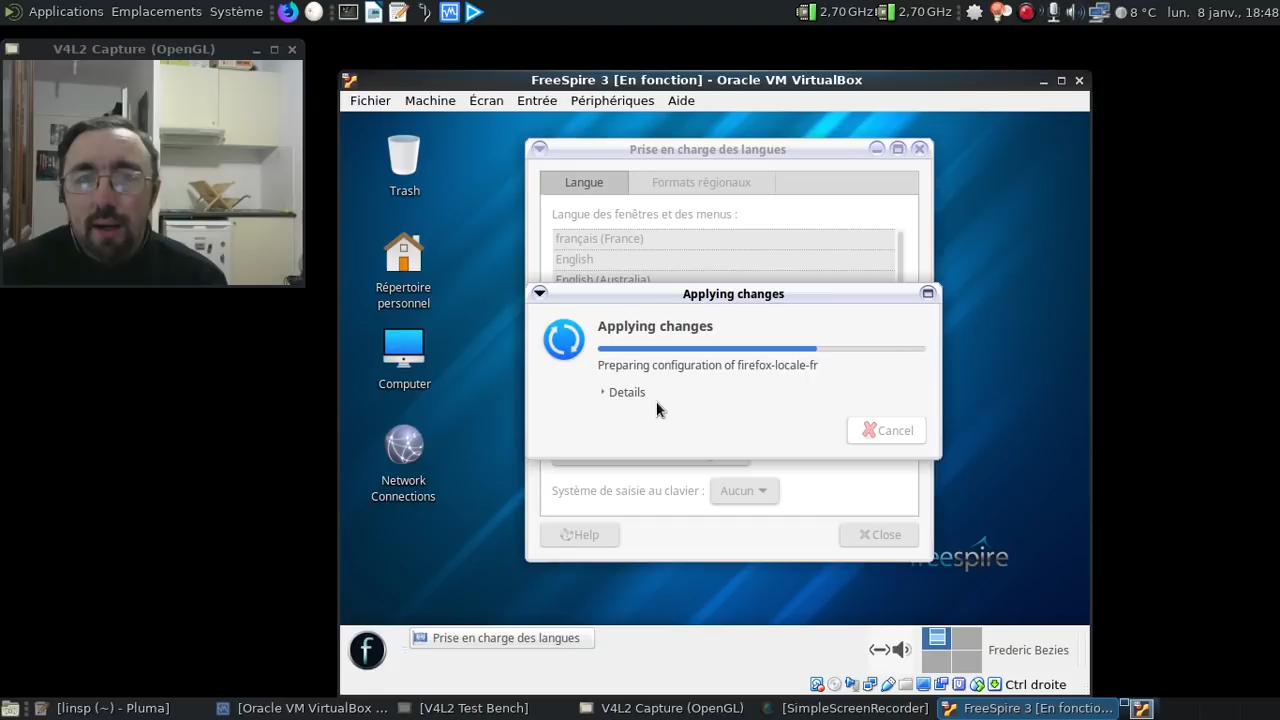 Applications Emplacements Système 2,70 GHz 2,70 GHz 8 °C lun. 8 janv., 18:48
V4L2 Capture (OpenGL)
FreeSpire 3 [En fonction] - Oracle VM VirtualBox
Fichier Machine Écran Entrée Périphériques Aide
Trash
Répertoire
personnel
Computer
Network
Connections
Prise en charge des langues
Langue Formats régionaux
Langue des fenêtres et des menus :
français (France)
English
English (Australia)
Applying changes
Applying changes
Preparing configuration of firefox-locale-fr
Details
Cancel
Système de saisie au clavier : Aucun
Help Close
freespire
f Prise en charge des langues Frederic Bezies
Ctrl droite
[linsp (~) - Pluma] [Oracle VM VirtualBox ... [V4L2 Test Bench] V4L2 Capture (OpenGL) [SimpleScreenRecorder] FreeSpire 3 [En fonctio...